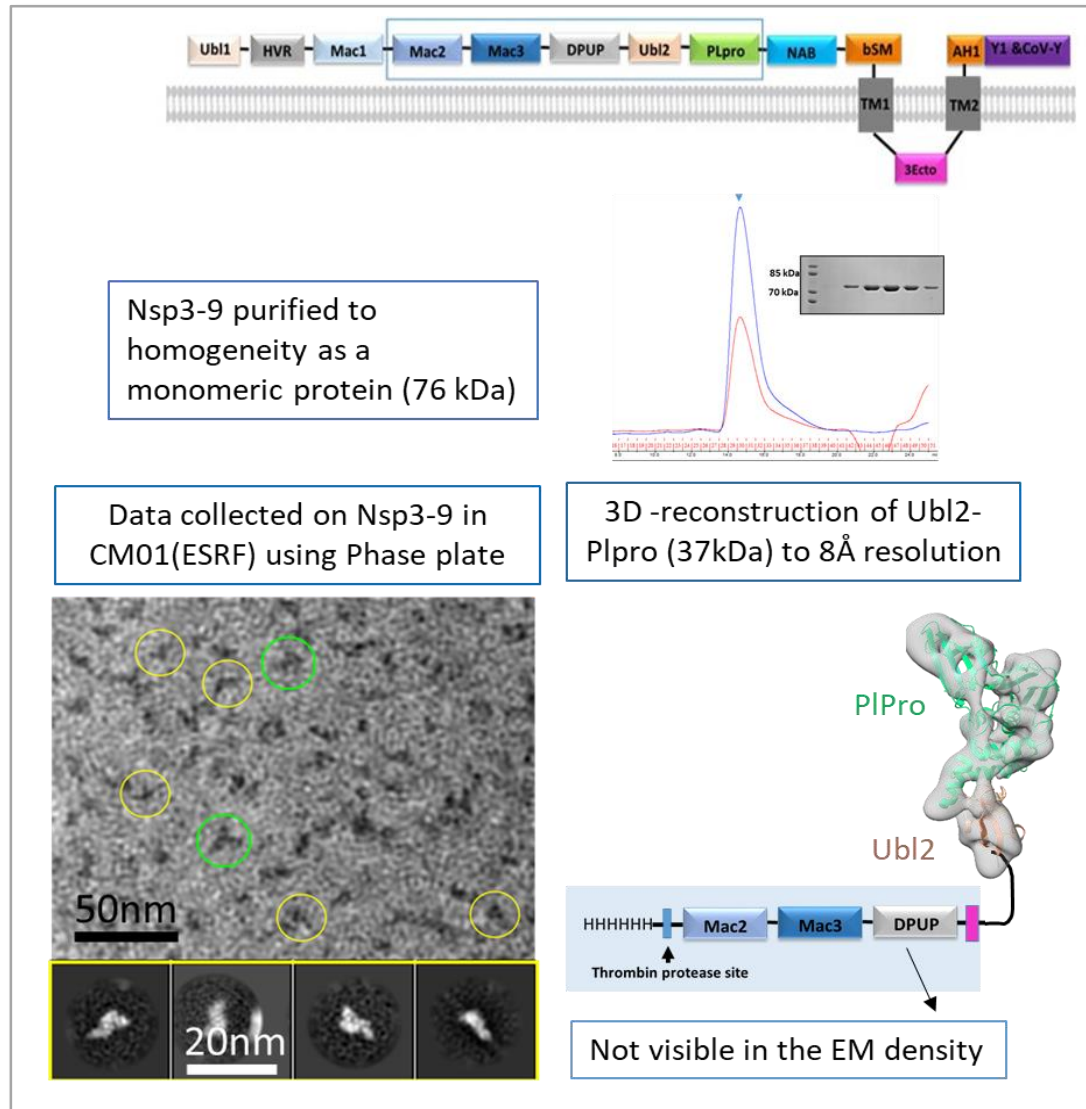 Ubl1 HVR Mac1 Mac2 Mac3 DPUP Ubl2 PLpro NAB bSM AH1 Y1 &CoV-Y
TM1 TM2
3Ecto
Nsp3-9 purified to
homogeneity as a
monomeric protein (76 kDa)
85 kDa
70 kDa
Data collected on Nsp3-9 in
CM01(ESRF) using Phase plate
3D -reconstruction of Ubl2-
Plpro (37kDa) to 8Å resolution
50nm
20nm
PlPro
Ubl2
HHHHHH Mac2 Mac3 DPUP
Thrombin protease site
Not visible in the EM density